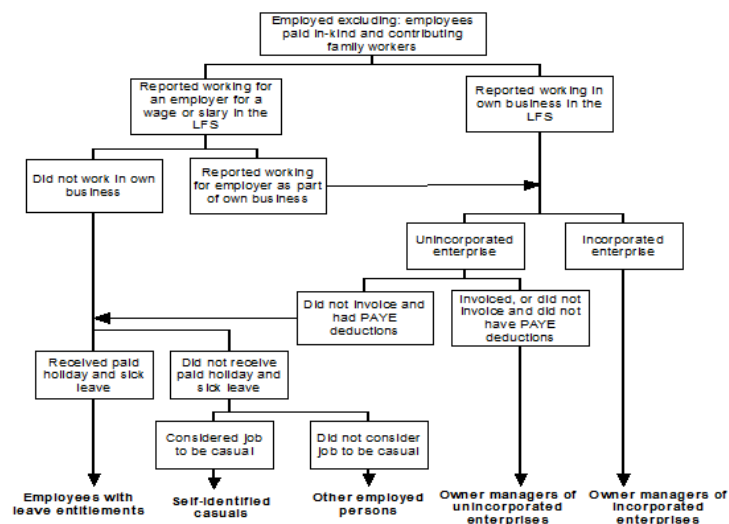 Employed excluding: employees
paid in-kind and contributing
family workers
Reported working for
an employer for a
wage or slary in the
LFS
Reported working in
own business in the
LFS
Did not work in own
business
Reported working
for employer as part
of own business
Unincorporated
enterprise
Incorporated
enterprise
Did not invoice and
had PAYE
deductions
Invoiced, or did not
invoice and did not
have PAYE
deductions
Received paid
holiday and sick
leave
Did not receive
paid holiday and
sick leave
Considered job
to be casual
Did not consider
job to be casual
Employees with
leave entitlements
Self-identified
casuals
Other employed
persons
Owner managers of
unincorporated
enterprises
Owner managers of
incorporated
enterprises